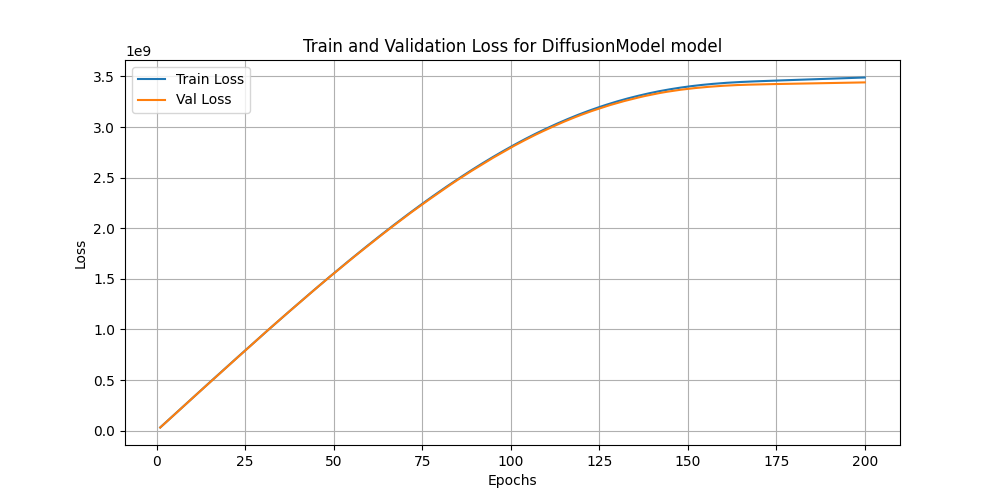 Train and Validation Loss for DiffusionModel model
1e9
Train Loss
Val Loss
3.5
3.0
2.5
2.0
1.5
1.0
0.5
0.0
Loss
0 25 50 75 100 125 150 175 200
Epochs